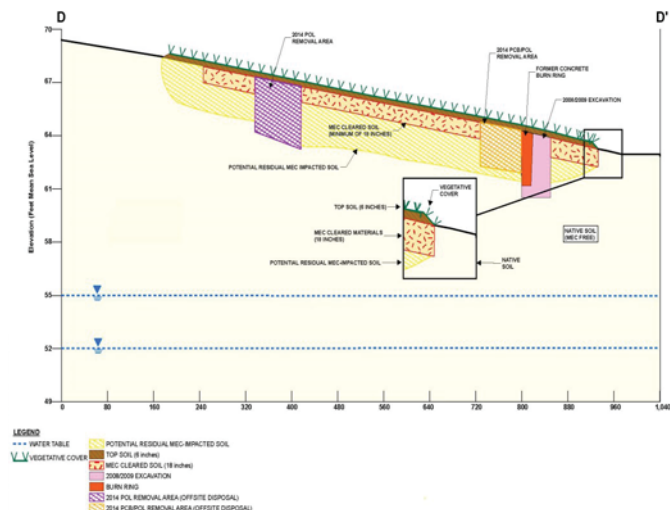 D
D'
70
67
64
61
58
55
52
49
Elevation (Feet Mean Sea Level)
2014 POL
REMOVAL AREA
2014 PCB/POL
REMOVAL AREA
FORMER CONCRETE
BURN RING
2008/2009 EXCAVATION
MEC CLEARED SOIL
(MINIMUM OF 18 INCHES)
POTENTIAL RESIDUAL MEC IMPACTED SOIL
VEGETATIVE
COVER
TOP SOIL (6 INCHES)
MEC CLEARED MATERIALS
(18 INCHES)
POTENTIAL RESIDUAL MEC-IMPACTED SOIL
NATIVE
SOIL
NATIVE SOIL
(MEC FREE)
0 80 160 240 320 400 480 560 640 720 800 880 960 1,040
LEGEND
WATER TABLE
VEGETATIVE COVER
POTENTIAL RESIDUAL MEC-IMPACTED SOIL
TOP SOIL (6 inches)
MEC CLEARED SOIL (18 inches)
2008/2009 EXCAVATION
BURN RING
2014 POL REMOVAL AREA (OFFSITE DISPOSAL)
2014 PCB/POL REMOVAL AREA (OFFSITE DISPOSAL)